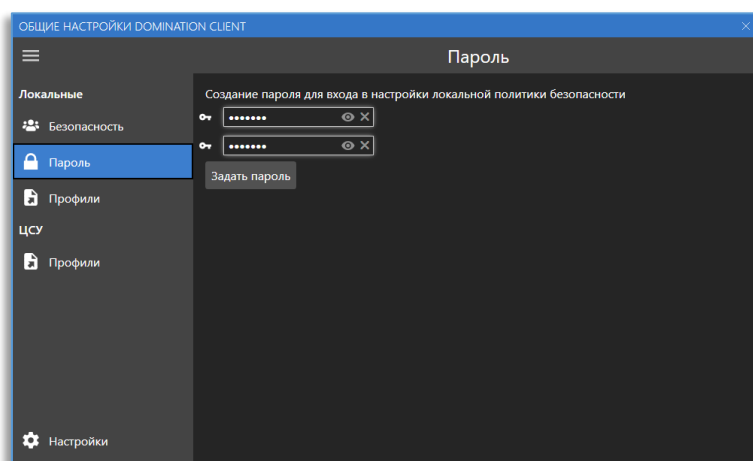 ОБЩИЕ НАСТРОЙКИ DOMINATION CLIENT
Пароль
Локальные
Безопасность
Пароль
Профили
ЦСУ
Профили
Настройки
Создание пароля для входа в настройки локальной политики безопасности
•••••••
•••••••
Задать пароль